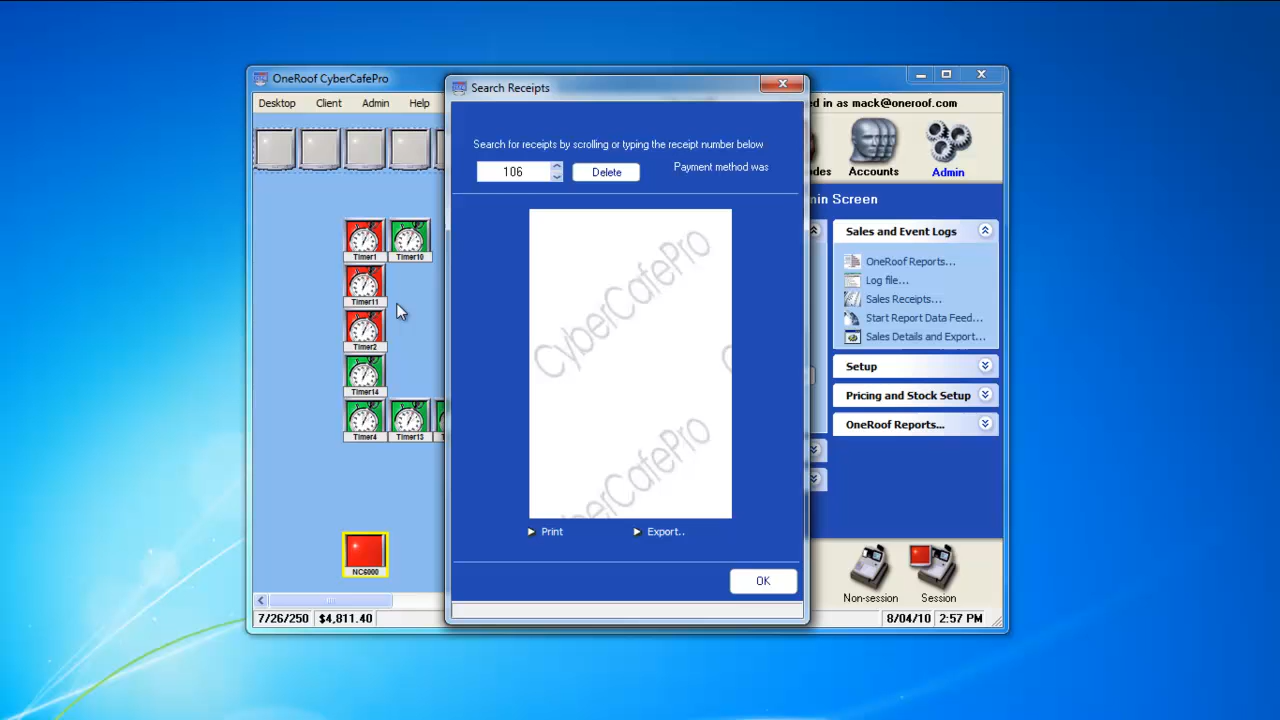 OneRoof CyberCafePro
Desktop Client Admin Help
Search Receipts
ed in as mack@oneroof.com
Search for receipts by scrolling or typing the receipt number below
106
Delete
Payment method was
des
Accounts
Admin
min Screen
Sales and Event Logs
OneRoof Reports...
Log file...
Sales Receipts...
Start Report Data Feed...
Sales Details and Export...
Setup
Pricing and Stock Setup
OneRoof Reports...
Timer1 Timer10
Timer11
Timer2
Timer14
Timer4 Timer13
NC6000
CyberCafePro
CyberCafePro
Print
Export..
OK
Non-session
Session
7/26/250 $4,811.40
8/04/10 2:57 PM